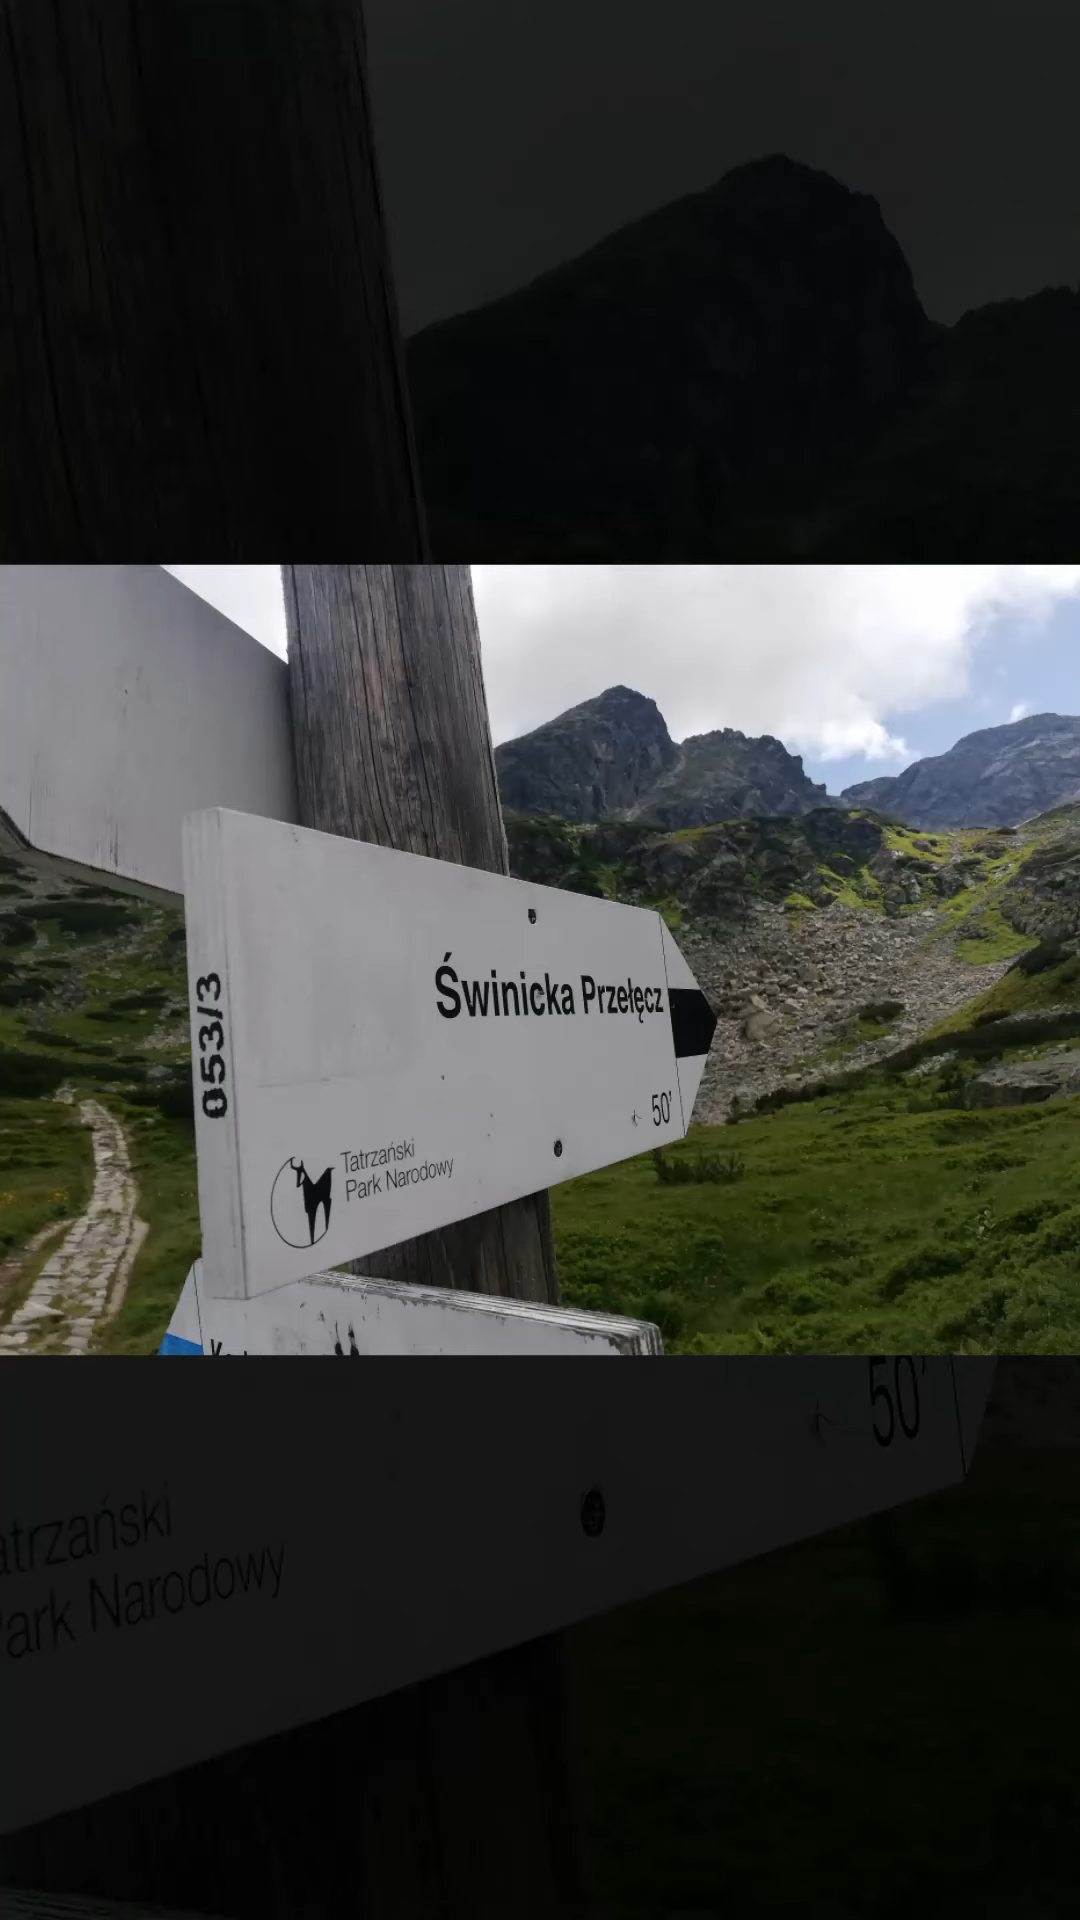 Świnicka Przełęcz
50'
053/3
Tatrzański
Park Narodowy
50'
atrzański
Park Narodowy